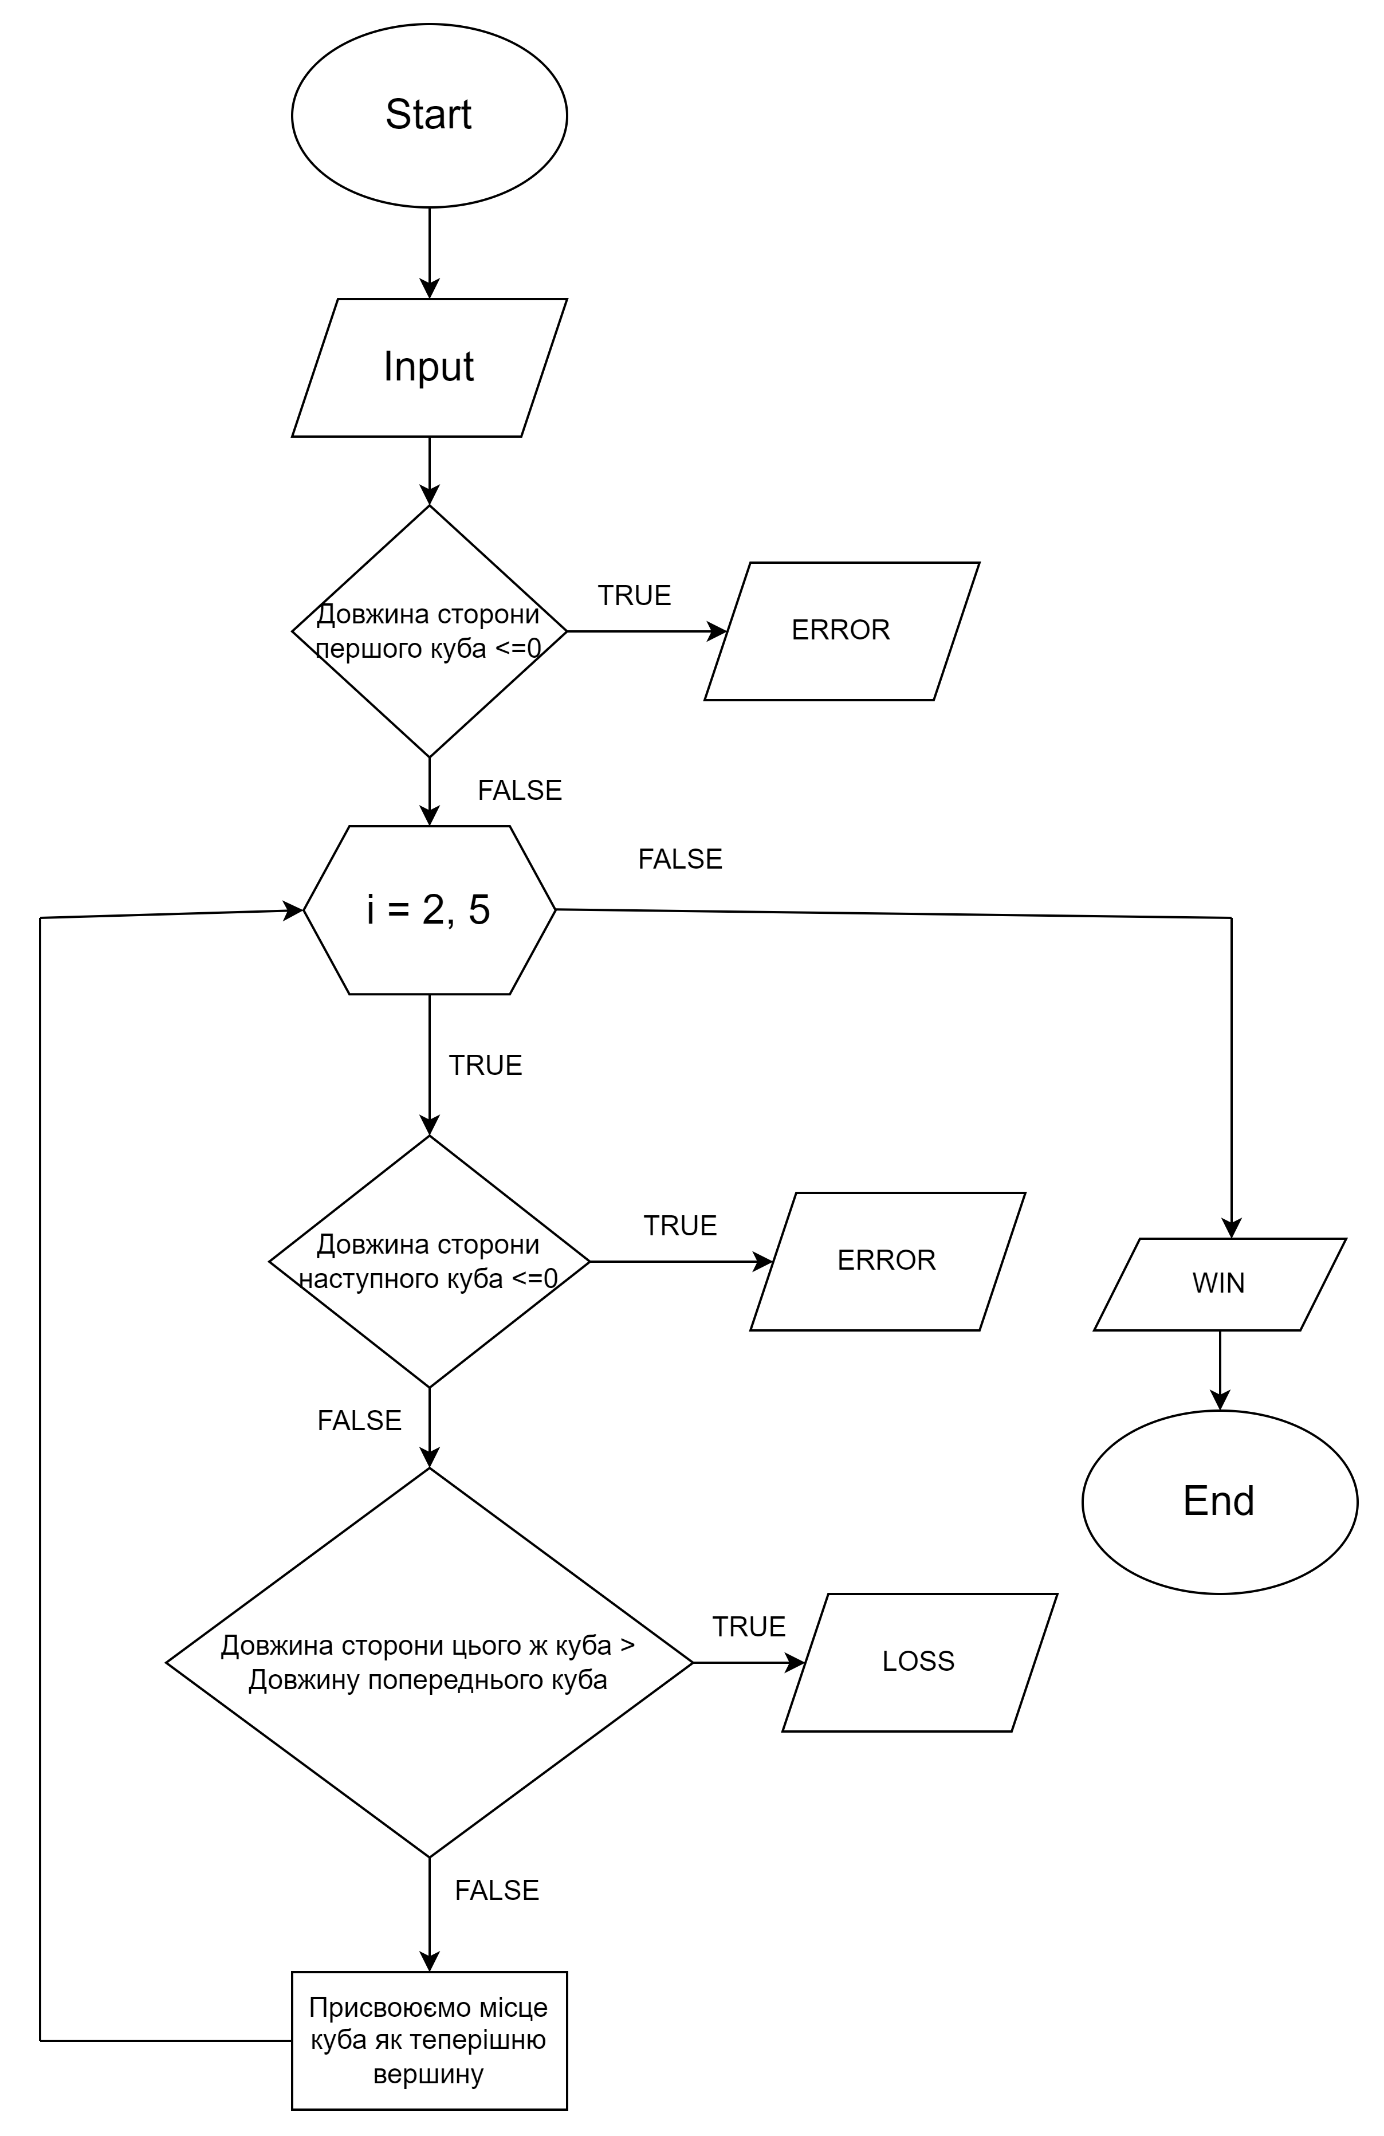 Start
Input
Довжина сторони
першого куба <=0
TRUE
ERROR
FALSE
i = 2, 5
FALSE
TRUE
Довжина сторони
наступного куба <=0
TRUE
ERROR
WIN
FALSE
End
Довжина сторони цього ж куба >
Довжину попереднього куба
TRUE
LOSS
FALSE
Присвоюємо місце
куба як теперішню
вершину